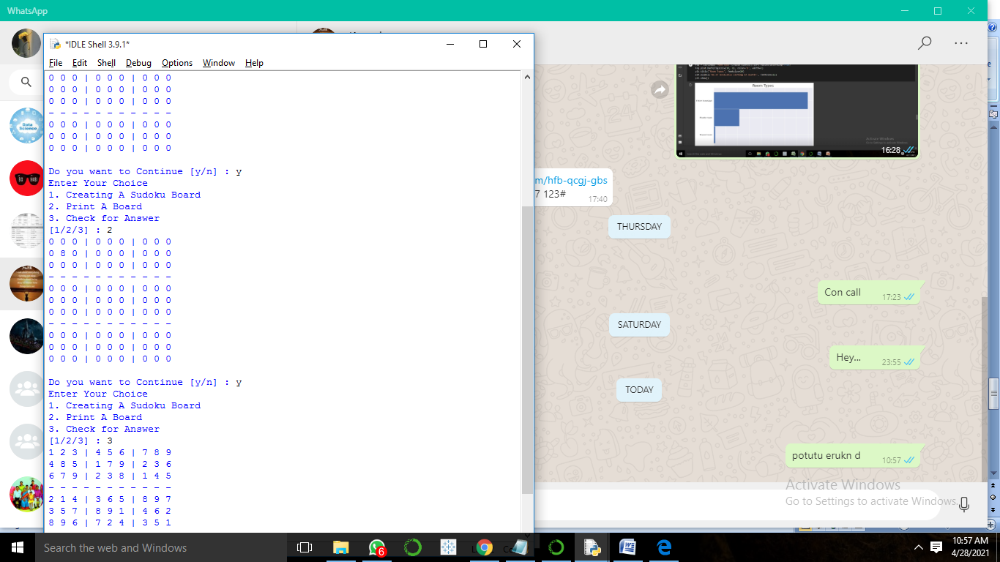 WhatsApp
*IDLE Shell 3.9.1*
File Edit Shell Debug Options Window Help
0 0 0 | 0 0 0 | 0 0 0
0 0 0 | 0 0 0 | 0 0 0
0 0 0 | 0 0 0 | 0 0 0
- - - - - - - - - - -
0 0 0 | 0 0 0 | 0 0 0
0 0 0 | 0 0 0 | 0 0 0
0 0 0 | 0 0 0 | 0 0 0
Do you want to Continue [y/n] : y
Enter Your Choice
1. Creating A Sudoku Board
2. Print A Board
3. Check for Answer
[1/2/3] : 2
0 0 0 | 0 0 0 | 0 0 0
0 8 0 | 0 0 0 | 0 0 0
0 0 0 | 0 0 0 | 0 0 0
- - - - - - - - - - -
0 0 0 | 0 0 0 | 0 0 0
0 0 0 | 0 0 0 | 0 0 0
0 0 0 | 0 0 0 | 0 0 0
- - - - - - - - - - -
0 0 0 | 0 0 0 | 0 0 0
0 0 0 | 0 0 0 | 0 0 0
0 0 0 | 0 0 0 | 0 0 0
Do you want to Continue [y/n] : y
Enter Your Choice
1. Creating A Sudoku Board
2. Print A Board
3. Check for Answer
[1/2/3] : 3
1 2 3 | 4 5 6 | 7 8 9
4 8 5 | 1 7 9 | 2 3 6
6 7 9 | 2 3 8 | 1 4 5
- - - - - - - - - - -
2 1 4 | 3 6 5 | 8 9 7
3 5 7 | 8 9 1 | 4 6 2
8 9 6 | 7 2 4 | 3 5 1
Data Science
Room Types
16:28
m/hfb-qcgj-gbs
7 123#
17:40
THURSDAY
Con call 17:23
SATURDAY
Hey... 23:55
TODAY
potutu erukn d 10:57
Activate Windows
Go to Settings to activate Windows.
Search the web and Windows
6
10:57 AM
4/28/2021